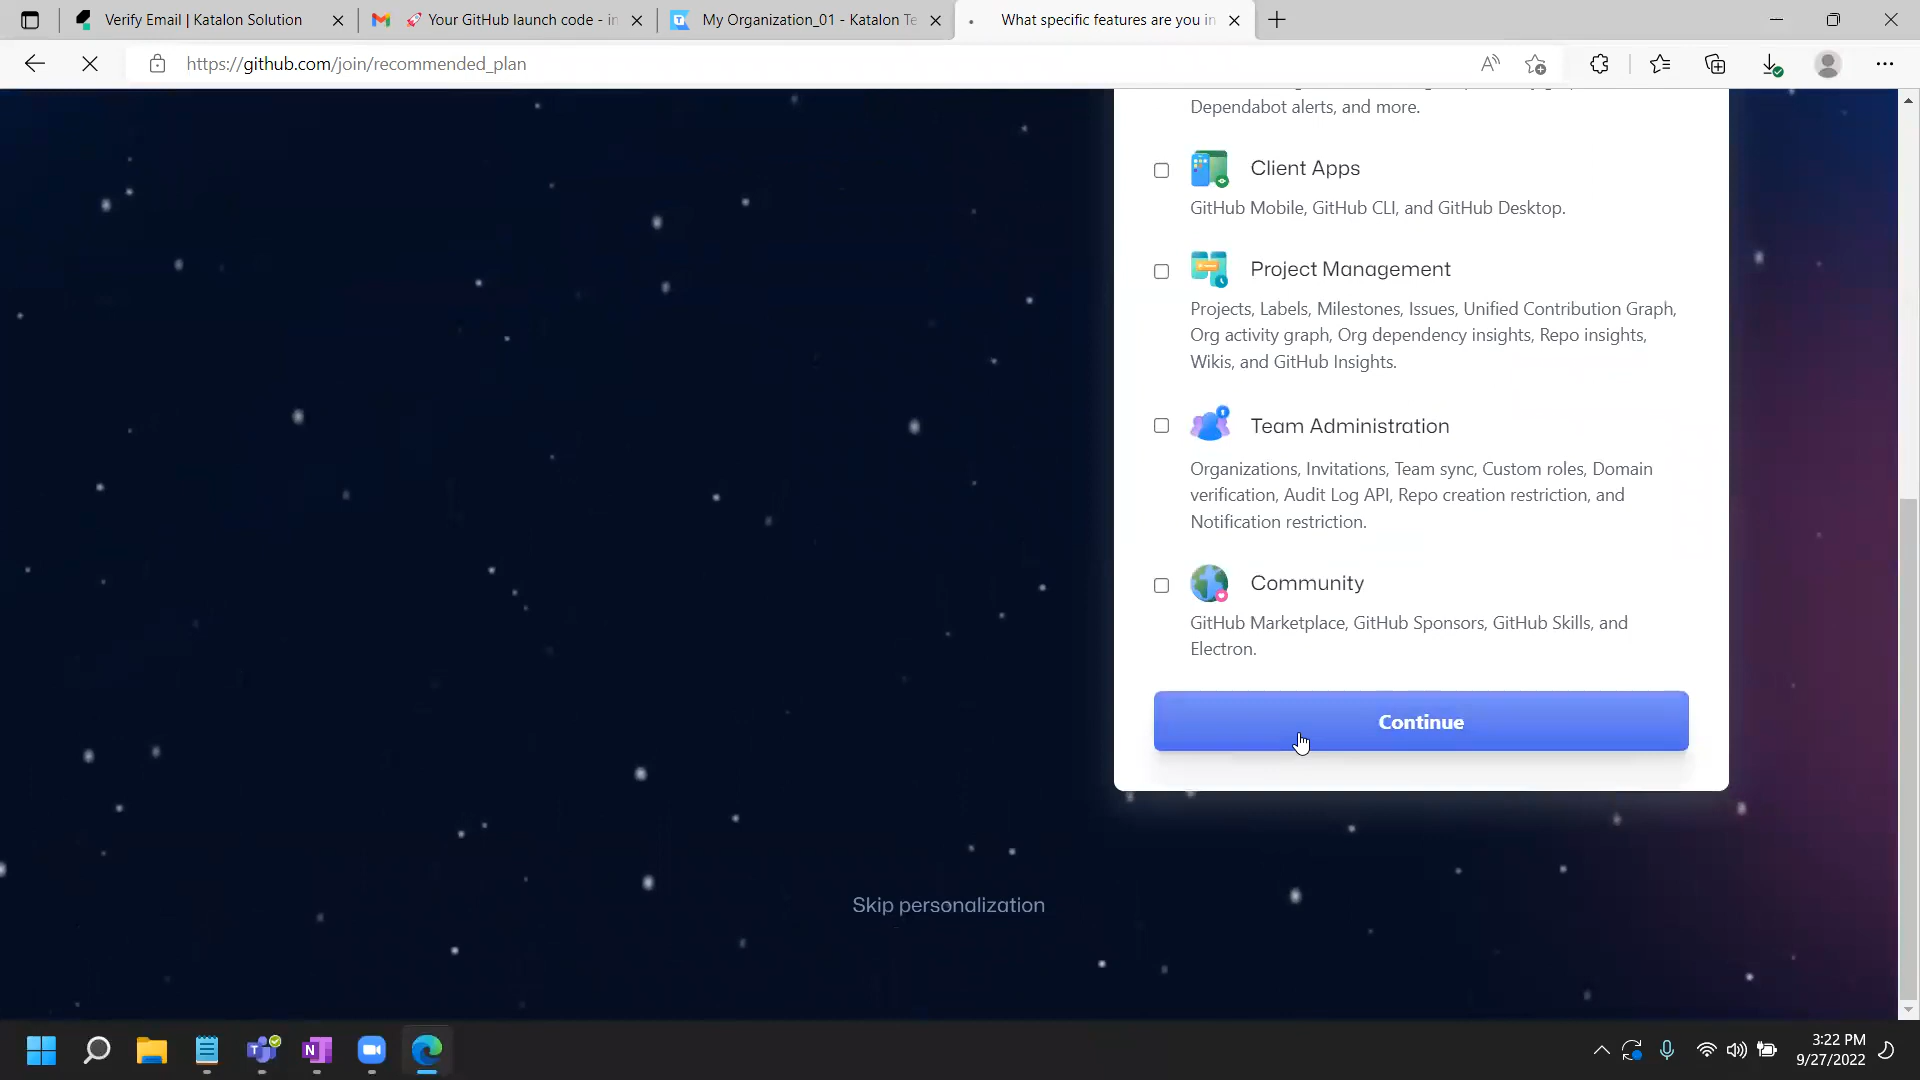 Verify Email | Katalon Solution
🚀 Your GitHub launch code - in
My Organization_01 - Katalon Te
What specific features are you in
https://github.com/join/recommended_plan
Dependabot alerts, and more.
Client Apps
GitHub Mobile, GitHub CLI, and GitHub Desktop.
Project Management
Projects, Labels, Milestones, Issues, Unified Contribution Graph,
Org activity graph, Org dependency insights, Repo insights,
Wikis, and GitHub Insights.
Team Administration
Organizations, Invitations, Team sync, Custom roles, Domain
verification, Audit Log API, Repo creation restriction, and
Notification restriction.
Community
GitHub Marketplace, GitHub Sponsors, GitHub Skills, and
Electron.
Continue
Skip personalization
3:22 PM
9/27/2022